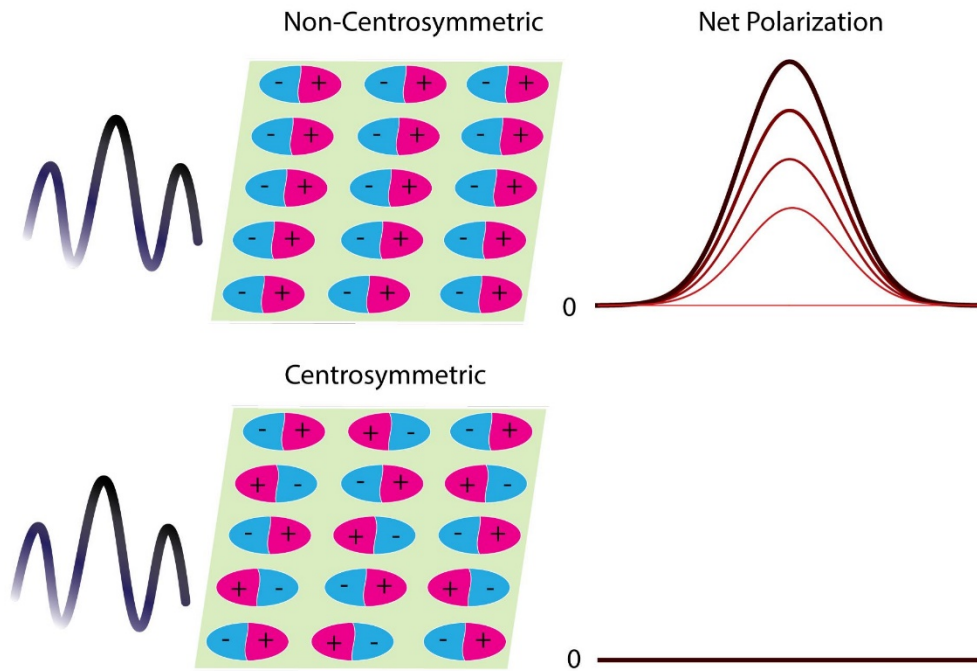 Non-Centrosymmetric Net Polarization
- + - + - +
- + - + - +
- + - + - +
- + - + - +
- + - + - +
0
Centrosymmetric
- + + - - +
+ - - + + -
- + + - - +
+ - - + + -
- + + - - +
0